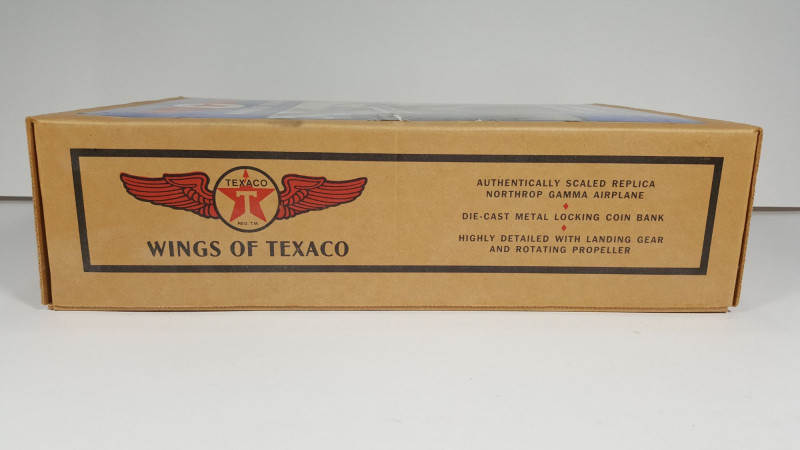 TEXACO
T
REG. T.M.
WINGS OF TEXACO
AUTHENTICALLY SCALED REPLICA
NORTHROP GAMMA AIRPLANE
DIE-CAST METAL LOCKING COIN BANK
HIGHLY DETAILED WITH LANDING GEAR
AND ROTATING PROPELLER